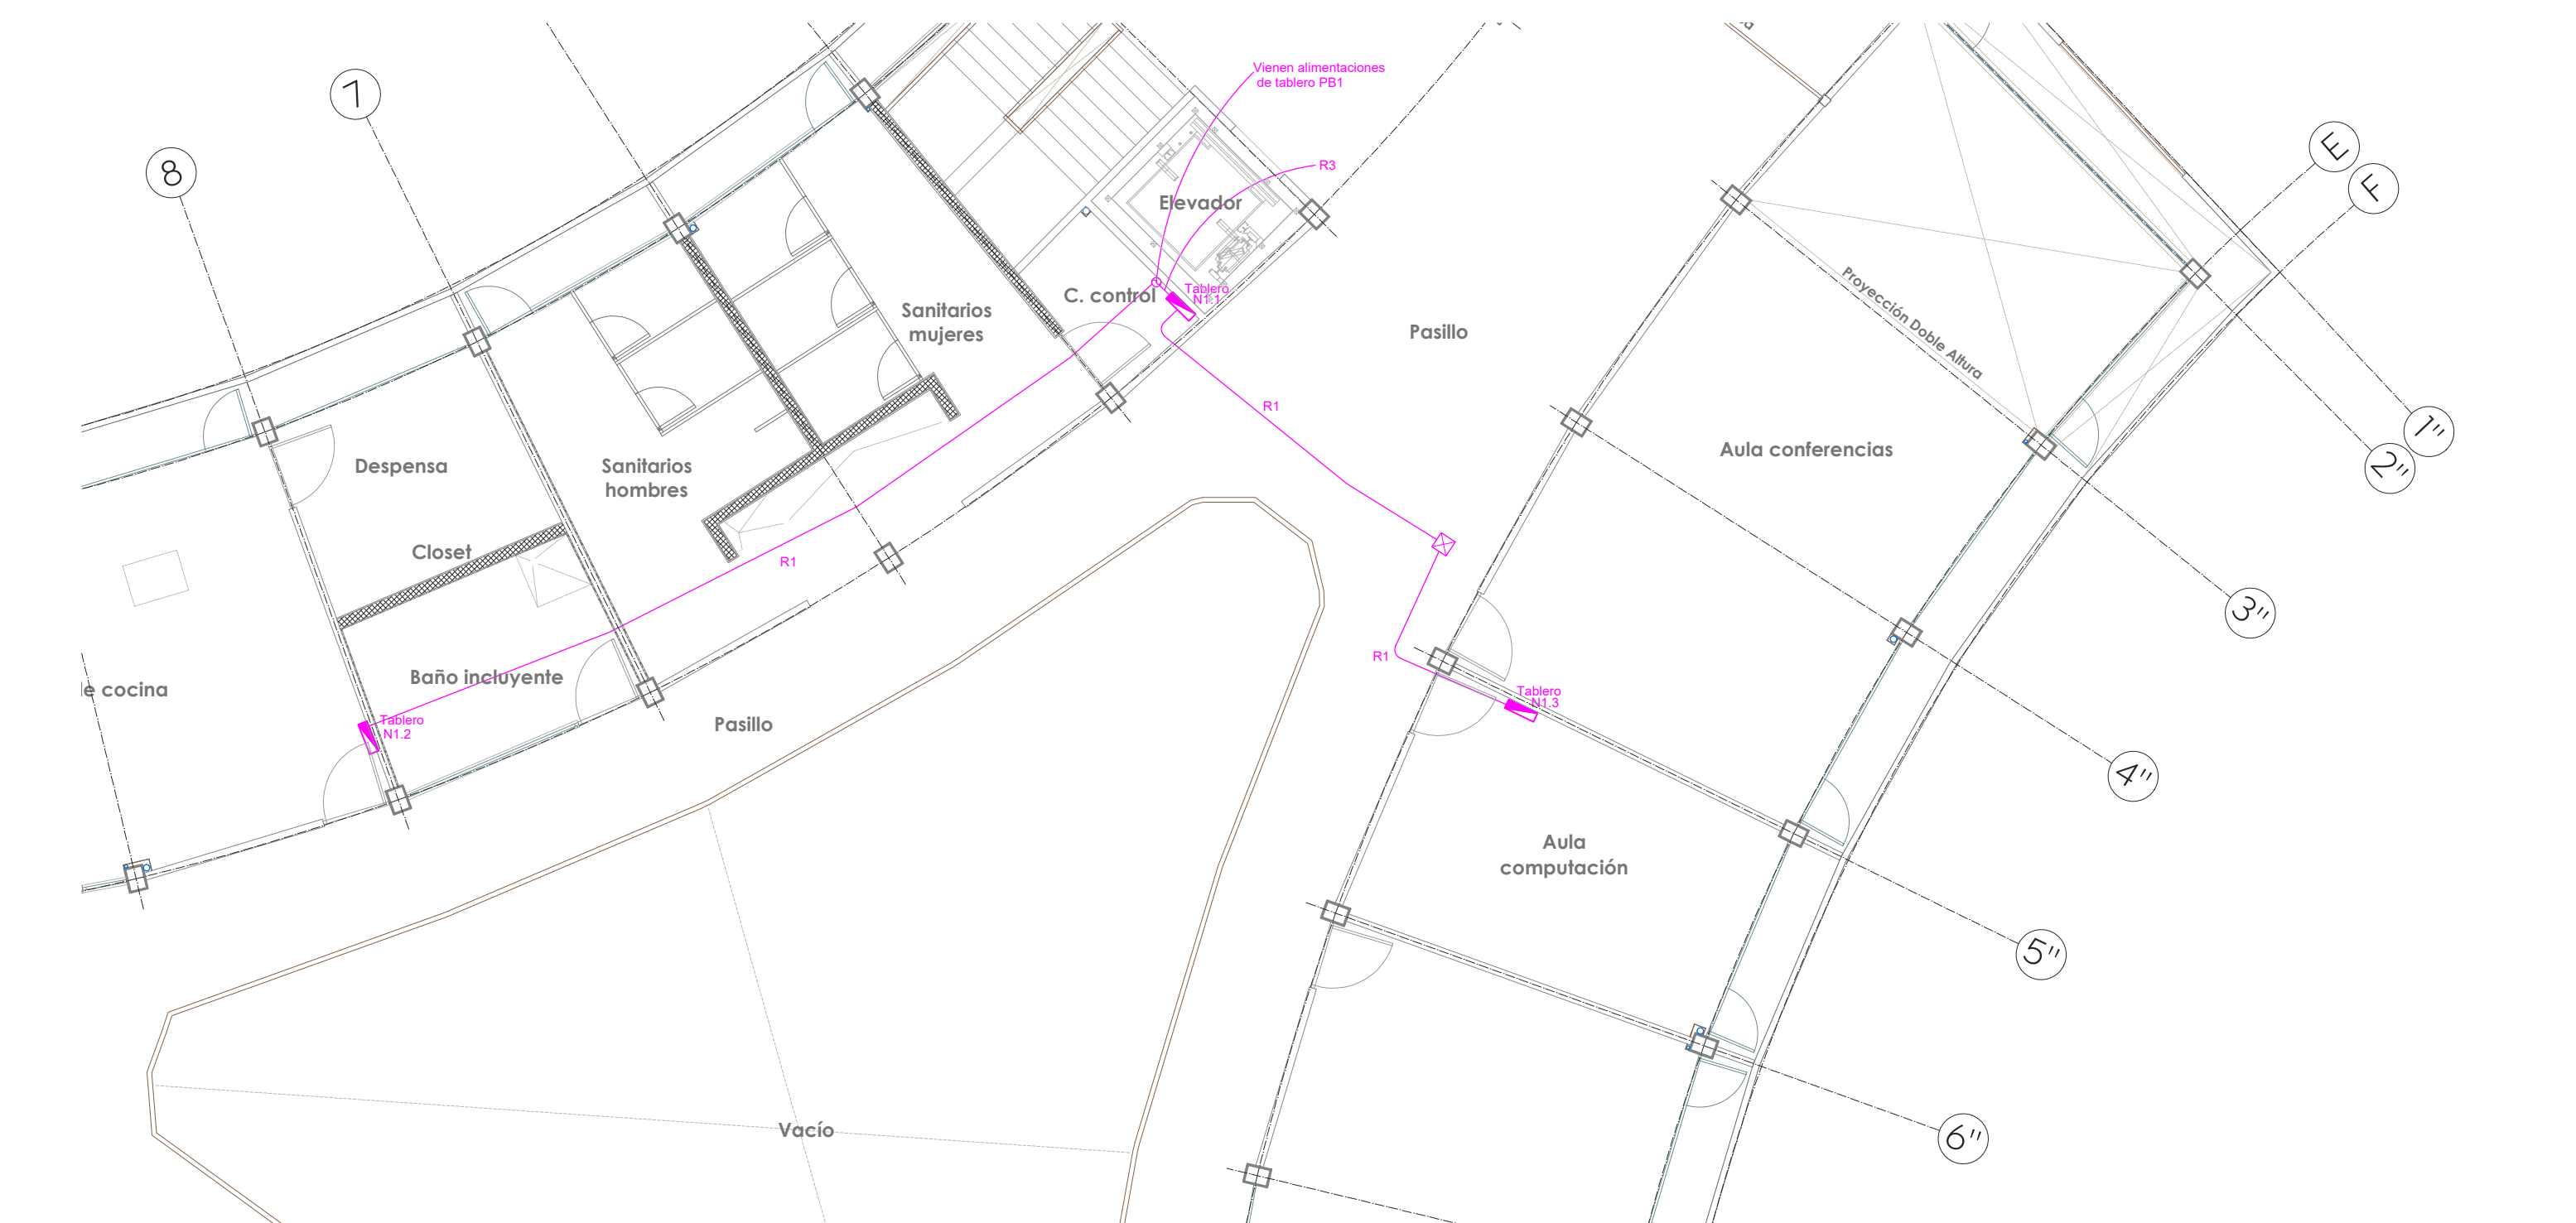 7
8
Vienen alimentaciones
de tablero PB1
R3
Elevador
E
F
Tablero
N1.1
C. control
Sanitarios
mujeres
Pasillo
R1
Proyección Doble Altura
Aula conferencias
1"
2"
Despensa
Sanitarios
hombres
Closet
R1
3"
Baño incluyente
le cocina
Tablero
N1.2
Pasillo
R1
Tablero
N1.3
4"
Aula
computación
5"
Vacío
6"